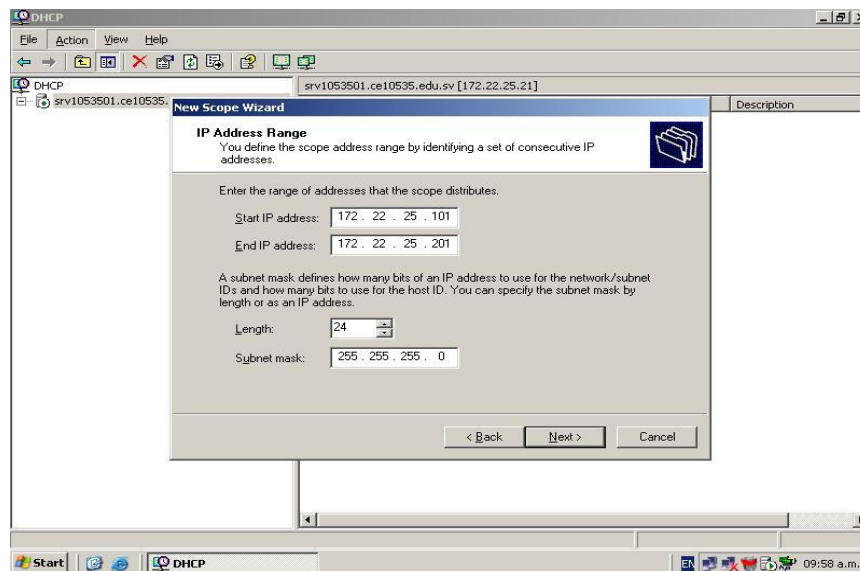 DHCP
File Action View Help
DHCP
srv1053501.ce10535.
srv1053501.ce10535.edu.sv [172.22.25.21]
Description
New Scope Wizard
IP Address Range
You define the scope address range by identifying a set of consecutive IP
addresses.
Enter the range of addresses that the scope distributes.
Start IP address: 172 . 22 . 25 . 101
End IP address: 172 . 22 . 25 . 201
A subnet mask defines how many bits of an IP address to use for the network/subnet
IDs and how many bits to use for the host ID. You can specify the subnet mask by
length or as an IP address.
Length: 24
Subnet mask: 255 . 255 . 255 . 0
< Back Next > Cancel
Start DHCP EN 09:58 a.m.